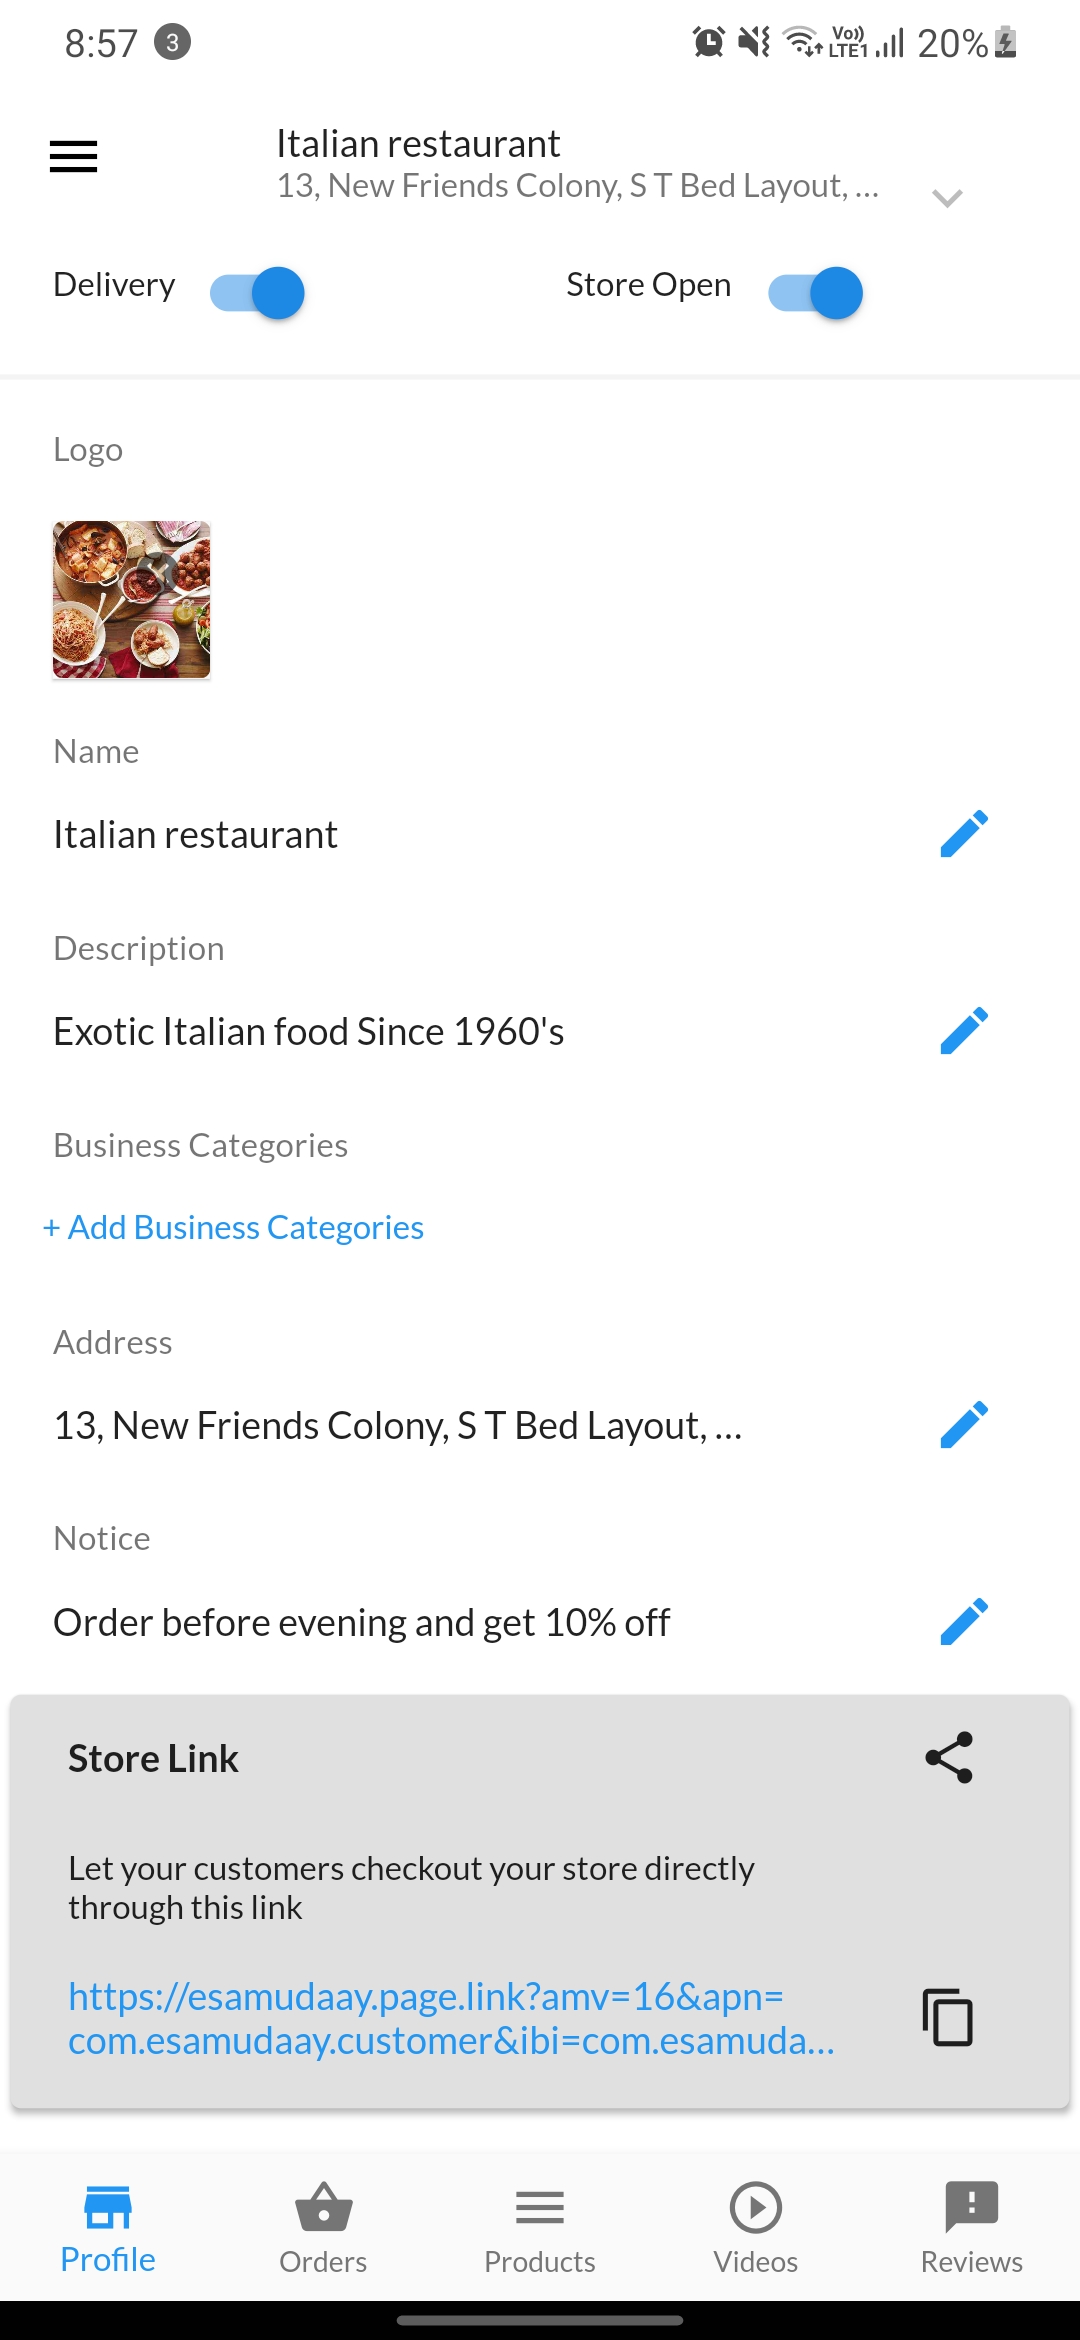 8:57 3 Vo)) LTE1 20%
Italian restaurant
13, New Friends Colony, S T Bed Layout, ...
Delivery Store Open
Logo
Name
Italian restaurant
Description
Exotic Italian food Since 1960's
Business Categories
+ Add Business Categories
Address
13, New Friends Colony, S T Bed Layout, ...
Notice
Order before evening and get 10% off
Store Link
Let your customers checkout your store directly
through this link
https://esamudaay.page.link?amv=16&apn=
com.esamudaay.customer&ibi=com.esamuda...
Profile Orders Products Videos Reviews